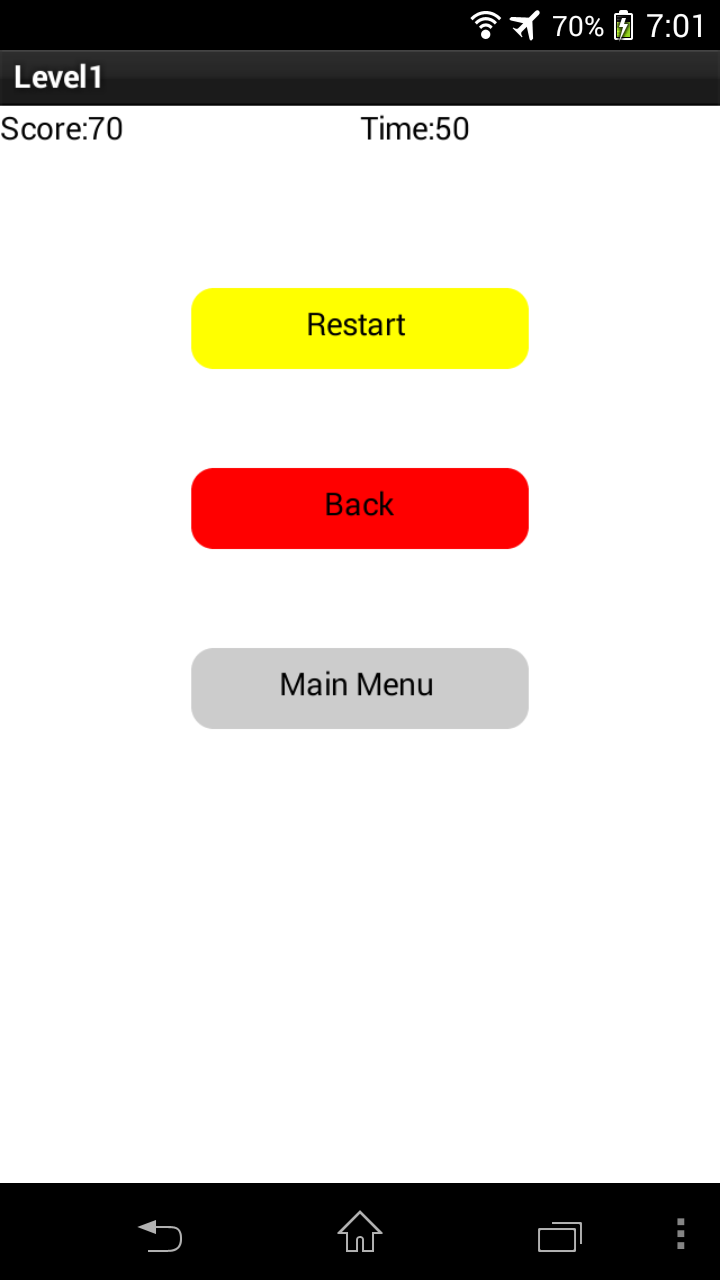 70% 7:01
Level1
Score:70 Time:50
Restart
Back
Main Menu